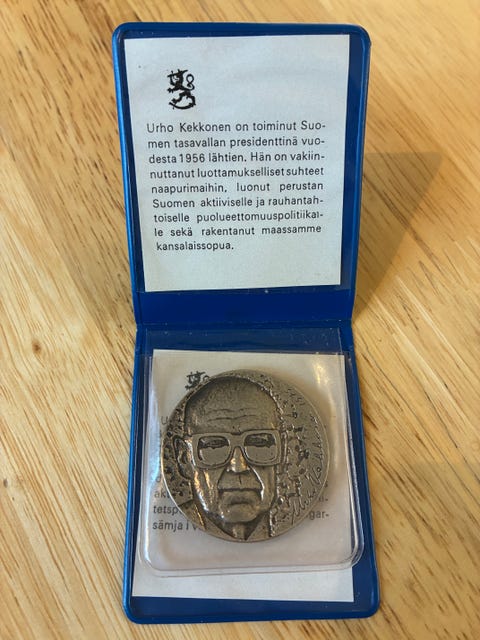 Urho Kekkonen on toiminut Suo-
men tasavallan presidenttinä vuo-
desta 1956 lähtien. Hän on vakiin-
nuttanut luottamukselliset suhteet
naapurimaihin, luonut perustan
Suomen aktiiviselle ja rauhantah-
toiselle puolueettomuuspolitiikal-
le sekä rakentanut maassamme
kansalaissopua.